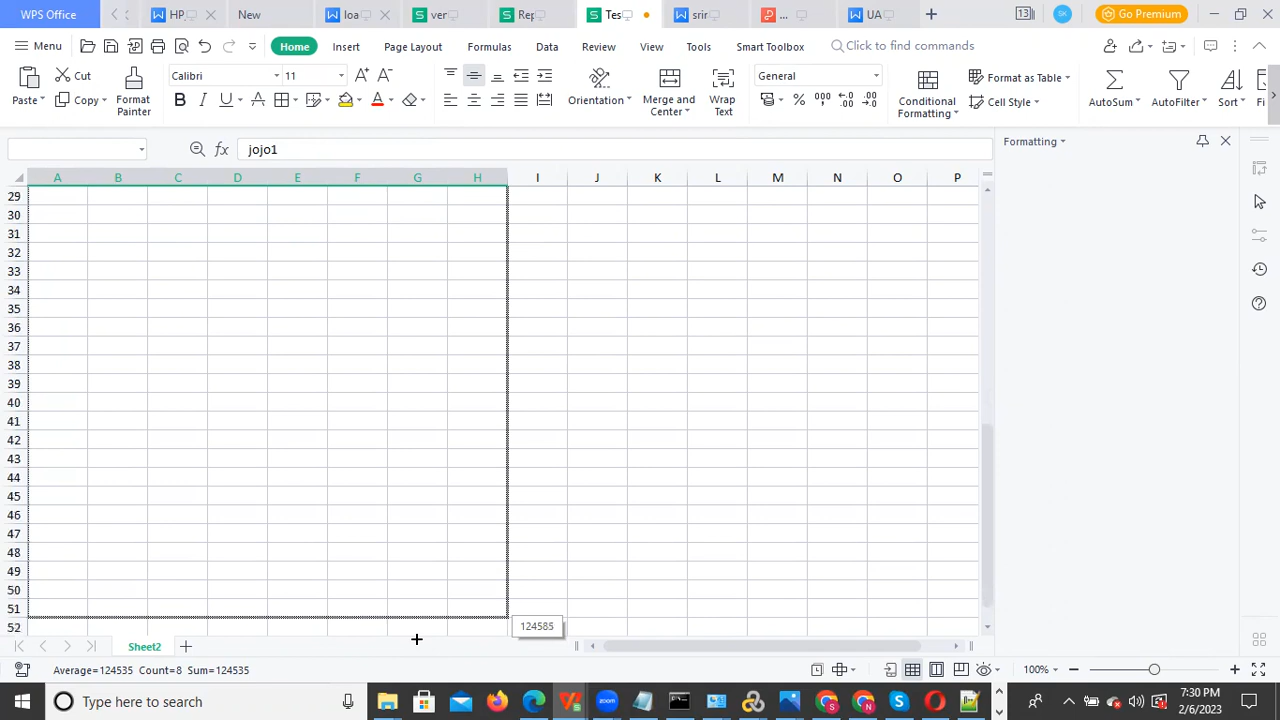 WPS Office HP New loa ver Rep Tes srir ... UA 13 SK Go Premium
Menu Home Insert Page Layout Formulas Data Review View Tools Smart Toolbox Click to find commands
Paste Cut Copy Format Painter Calibri 11 Merge and Center Wrap Text Orientation General Conditional Formatting Format as Table Cell Style AutoSum AutoFilter Sort Fi
jojo1
Formatting
A B C D E F G H I J K L M N O P
29
30
31
32
33
34
35
36
37
38
39
40
41
42
43
44
45
46
47
48
49
50
51
124585
52
Sheet2
Average=124535 Count=8 Sum=124535 100%
Type here to search zoom 7:30 PM
2/6/2023